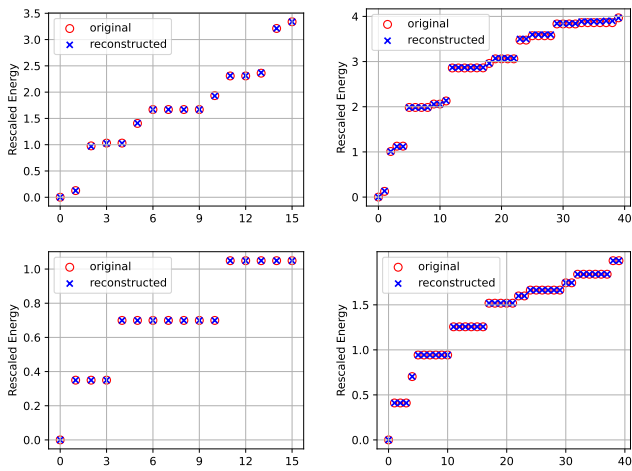 3.5
3.0
2.5
2.0
1.5
1.0
0.5
0.0
Rescaled Energy
original
reconstructed
0 3 6 9 12 15
4
3
2
1
0
Rescaled Energy
original
reconstructed
0 10 20 30 40
1.0
0.8
0.6
0.4
0.2
0.0
Rescaled Energy
original
reconstructed
0 3 6 9 12 15
1.5
1.0
0.5
0.0
Rescaled Energy
original
reconstructed
0 10 20 30 40